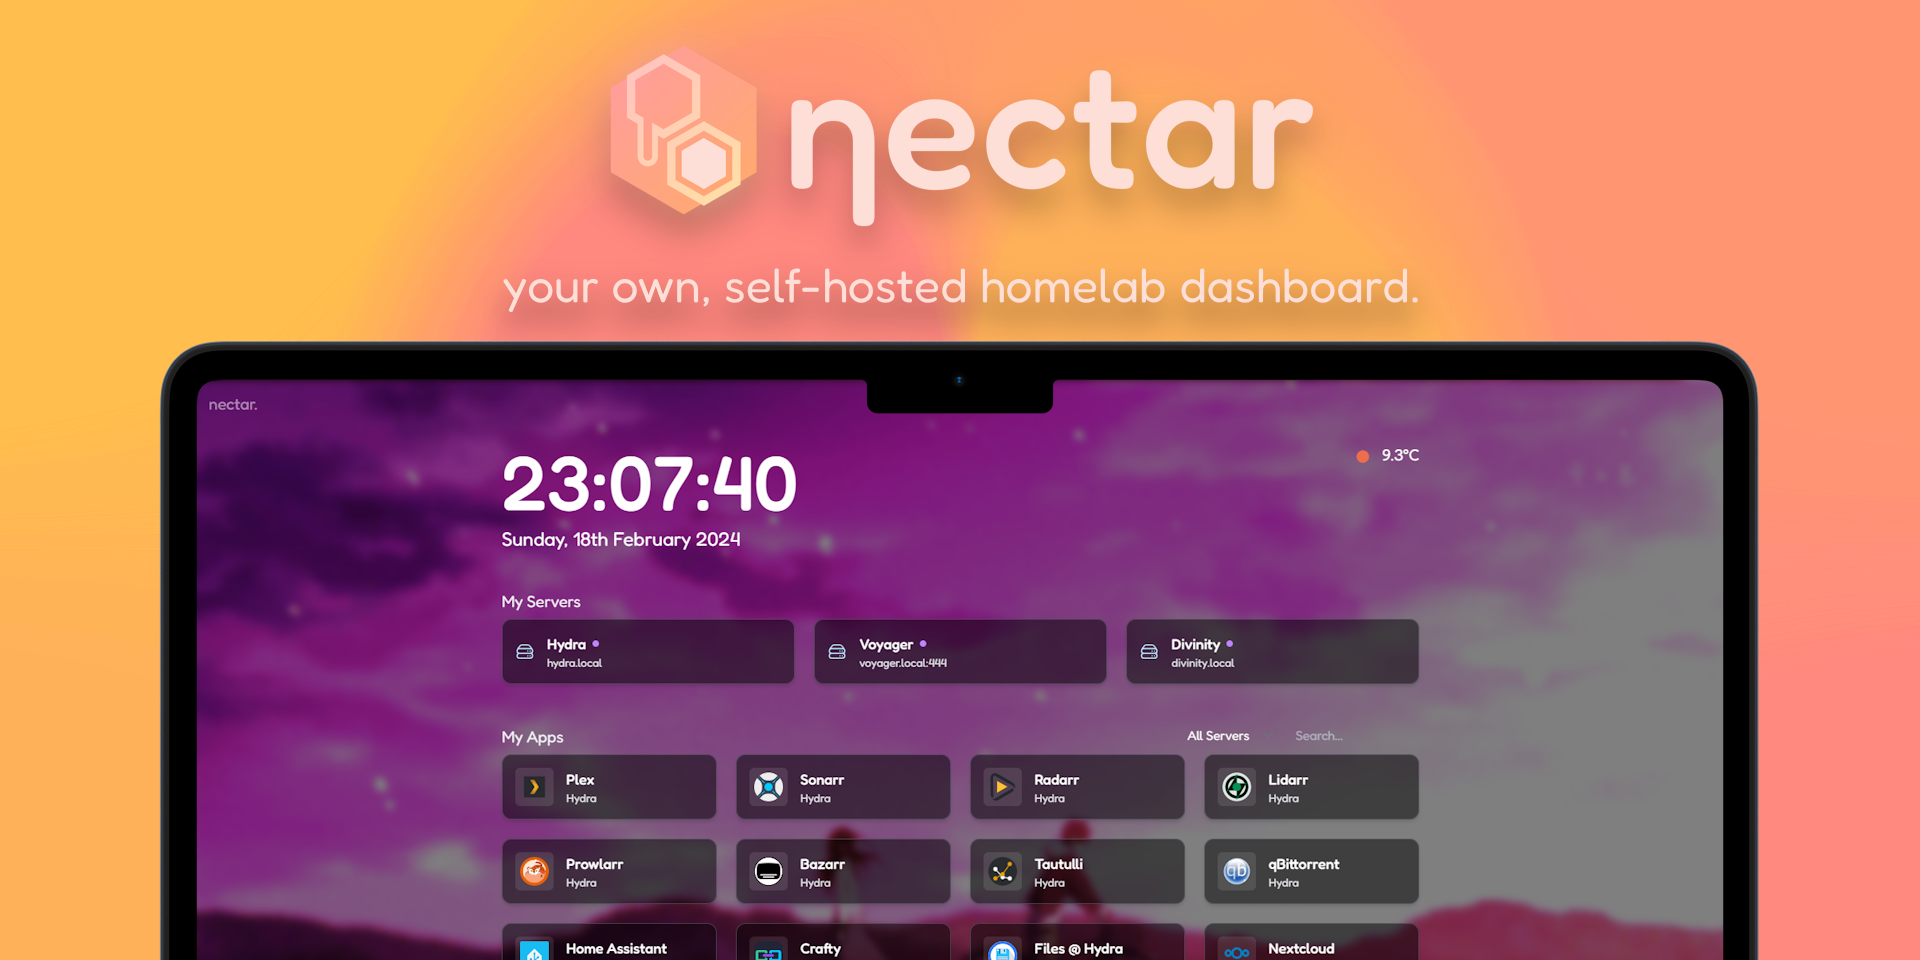 nectar
your own, self-hosted homelab dashboard.
nectar.
23:07:40
9.3°C
Sunday, 18th February 2024
My Servers
Hydra
hydra.local
Voyager
voyager.local:444
Divinity
divinity.local
My Apps
All Servers
Search...
Plex
Hydra
Sonarr
Hydra
Radarr
Hydra
Lidarr
Hydra
Prowlarr
Hydra
Bazarr
Hydra
Tautulli
Hydra
qb
qBittorrent
Hydra
Home Assistant
Crafty
Files @ Hydra
Nextcloud